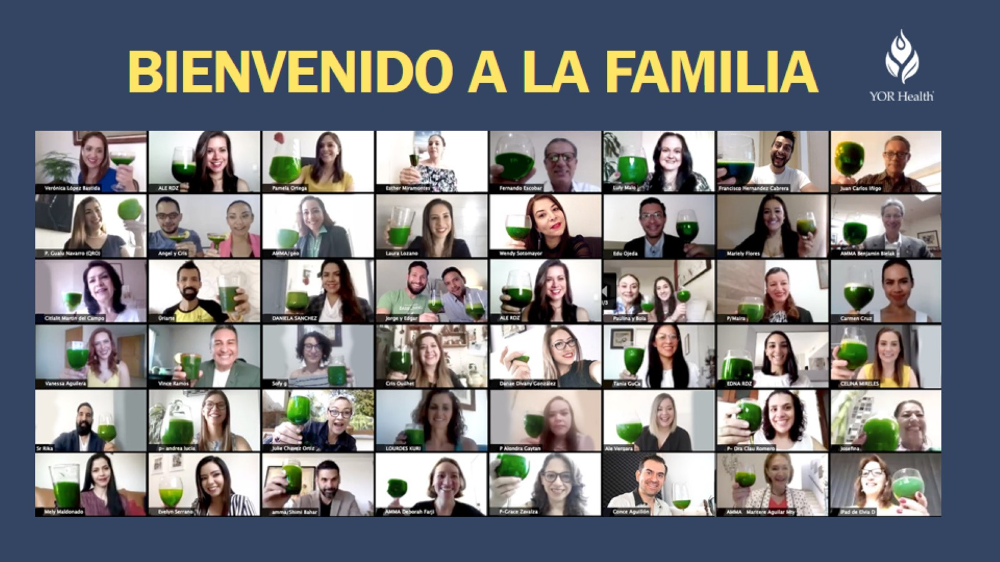 BIENVENIDO A LA FAMILIA
YOR Health
Verónica López Bastida
ALE RDZ
Pamela Ortega
Esther Miramontes
Fernando Escobar
Luly Malo
Francisco Hernandez Cabrera
Juan Carlos Iñigo
P. Gualu Navarro (QRO)
Angel y Cris
AMMA/geo
Laura Lozano
Wendy Sotomayor
Edu Ojeda
Mariely Flores
AMMA Benjamin Bielak
Citlalit Martin del Campo
Uriarte
DANIELA SANCHEZ
Jorge y Edgar
ALE RDZ
Paulina y Bola
P/Maira
Carmen Cruz
Vanessa Aguilera
Vince Ramos
Sofy g
Cris Ouilhet
Danae Divany González
Tania GuCa
EDNA RDZ
CELINA MIRELES
Sr Rika
p- andrea lucia
Julie Chavez Ortiz
LOURDES KURI
P Alondra Gaytan
Ale Vergara
P- Dra Clau Romero
Josefina
Mely Maldonado
Evelyn Serrano
amma/Shimi Bahar
AMMA Deborah Farji
P-Grace Zavalza
Conce Aguillón
AMMA Maritere Aguilar Mty
iPad de Elvia D